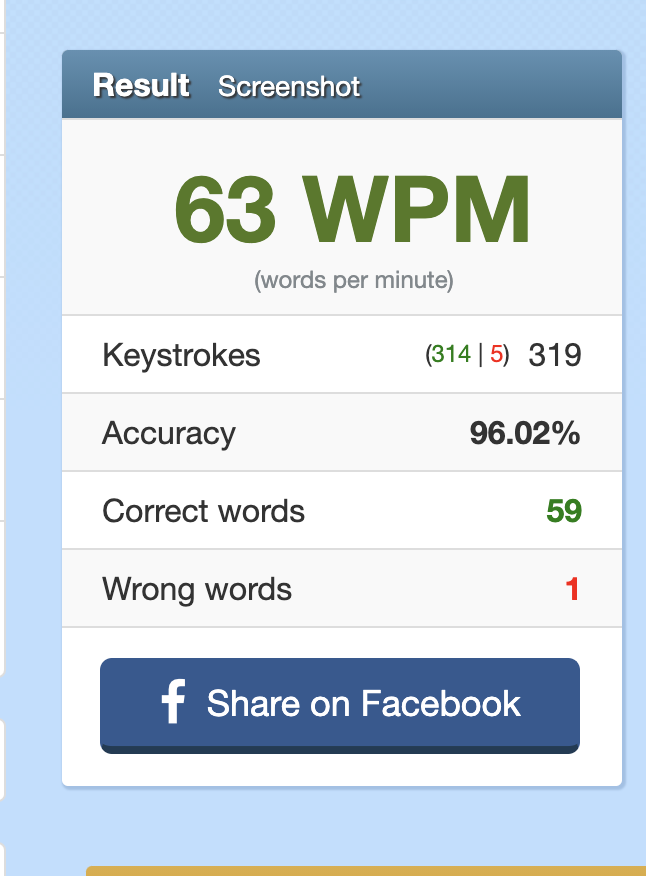 Result Screenshot
63 WPM
(words per minute)
Keystrokes (314 | 5) 319
Accuracy 96.02%
Correct words 59
Wrong words 1
f Share on Facebook